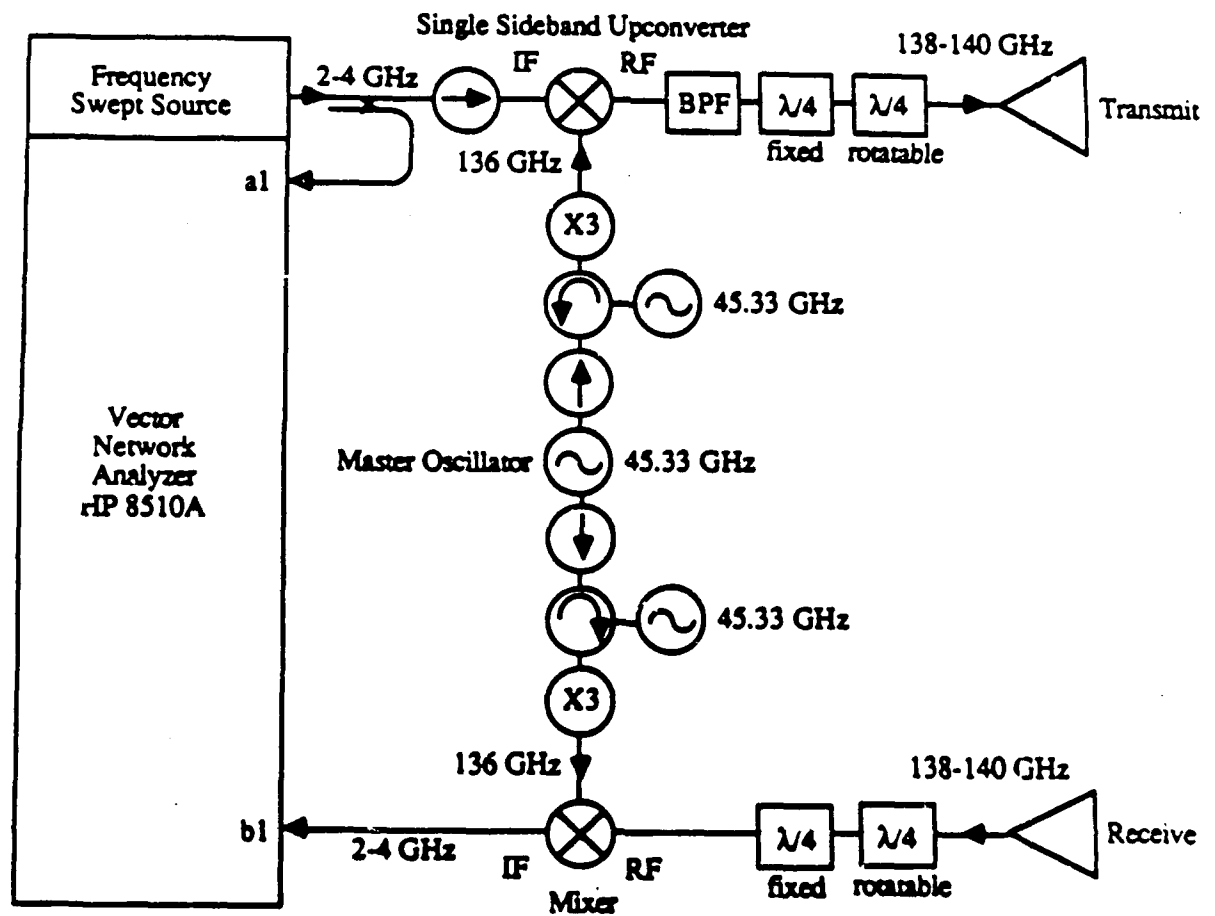 Single Sideband Upconverter
138-140 GHz
Frequency
Swept Source
2-4 GHz
IF
RF
BPF
λ/4
λ/4
Transmit
fixed
rotatable
a1
136 GHz
X3
45.33 GHz
Vector
Network
Analyzer
HP 8510A
Master Oscillator
45.33 GHz
45.33 GHz
X3
136 GHz
138-140 GHz
b1
2-4 GHz
IF
RF
λ/4
λ/4
Receive
fixed
rotatable
Mixer